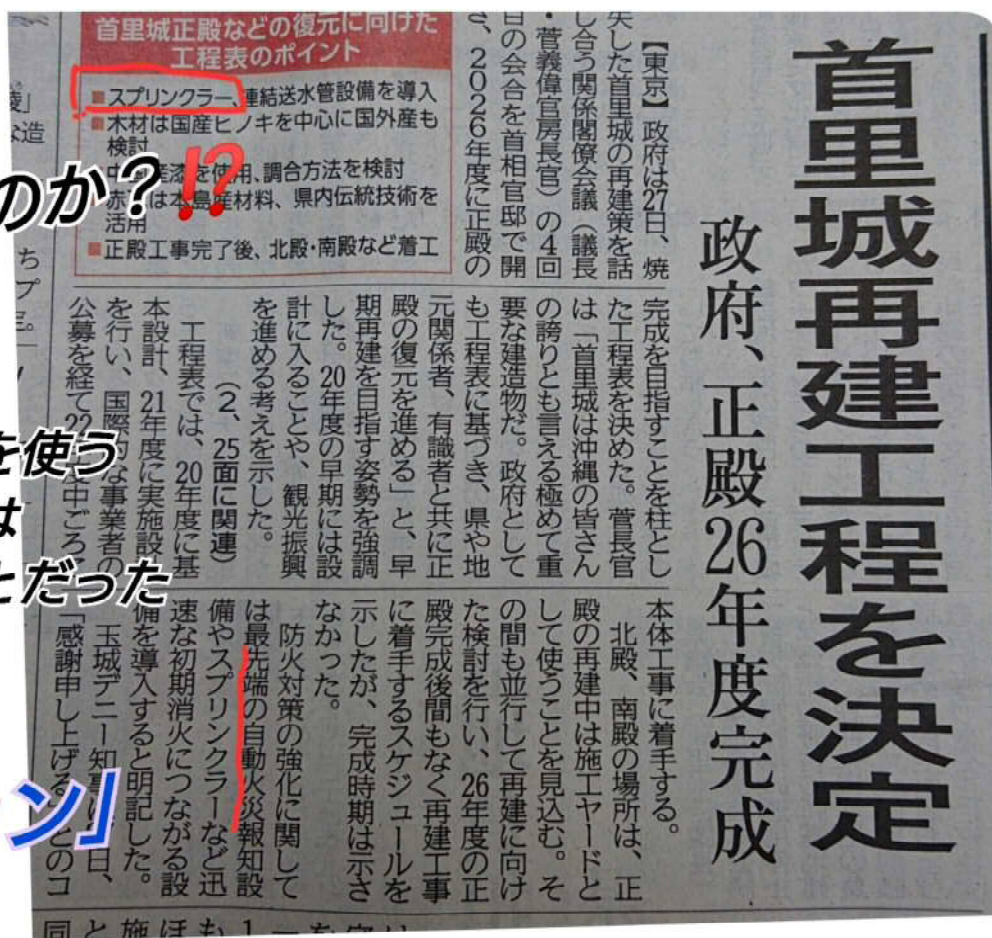 首里城再建工程を決定
政府、正殿26年度完成
【東京】政府は27日、焼
失した首里城の再建策を話
し合う関係閣僚会議(議長
・菅義偉官房長官)の4回
目の会合を首相官邸で開
き、2026年度に正殿の
首里城正殿などの復元に向けた
工程表のポイント
■スプリンクラー、連結送水管設備を導入
■木材は国産ヒノキを中心に国外産も
検討
漆を使用、調合方法を検討
は本島産材料、県内伝統技術を
活用
■正殿工事完了後、北殿・南殿など着工
完成を目指すことを柱とし
た工程表を決めた。菅長官
は「首里城は沖縄の皆さん
の誇りとも言える極めて重
要な建造物だ。政府として
も工程表に基づき、県や地
元関係者、有識者と共に正
殿の復元を進める」と、早
期再建を目指す姿勢を強調
した。20年度の早期には設
計に入ることや、観光振興
を進める考えを示した。
(2、25面に関連)
工程表では、20年度に基
本設計、21年度に実施設計
を行い、国際的な事業者の
公募を経て22年度中ごろ
本体工事に着手する。
北殿、南殿の場所は、正
殿の再建中は施工ヤードと
して使うことを見込む。そ
の間も並行して再建に向け
た検討を行い、26年度の正
殿完成後間もなく再建工事
に着手するスケジュールを
示したが、完成時期は示さ
なかった。
防火対策の強化に関して
は最先端の自動火災報知設
備やスプリンクラーなど迅
速な初期消火につながる設
備を導入すると明記した。
玉城デニー知事は 日、
「感謝申し上げる」とのコ
のか?!?
を使う
は
とだった
ン」